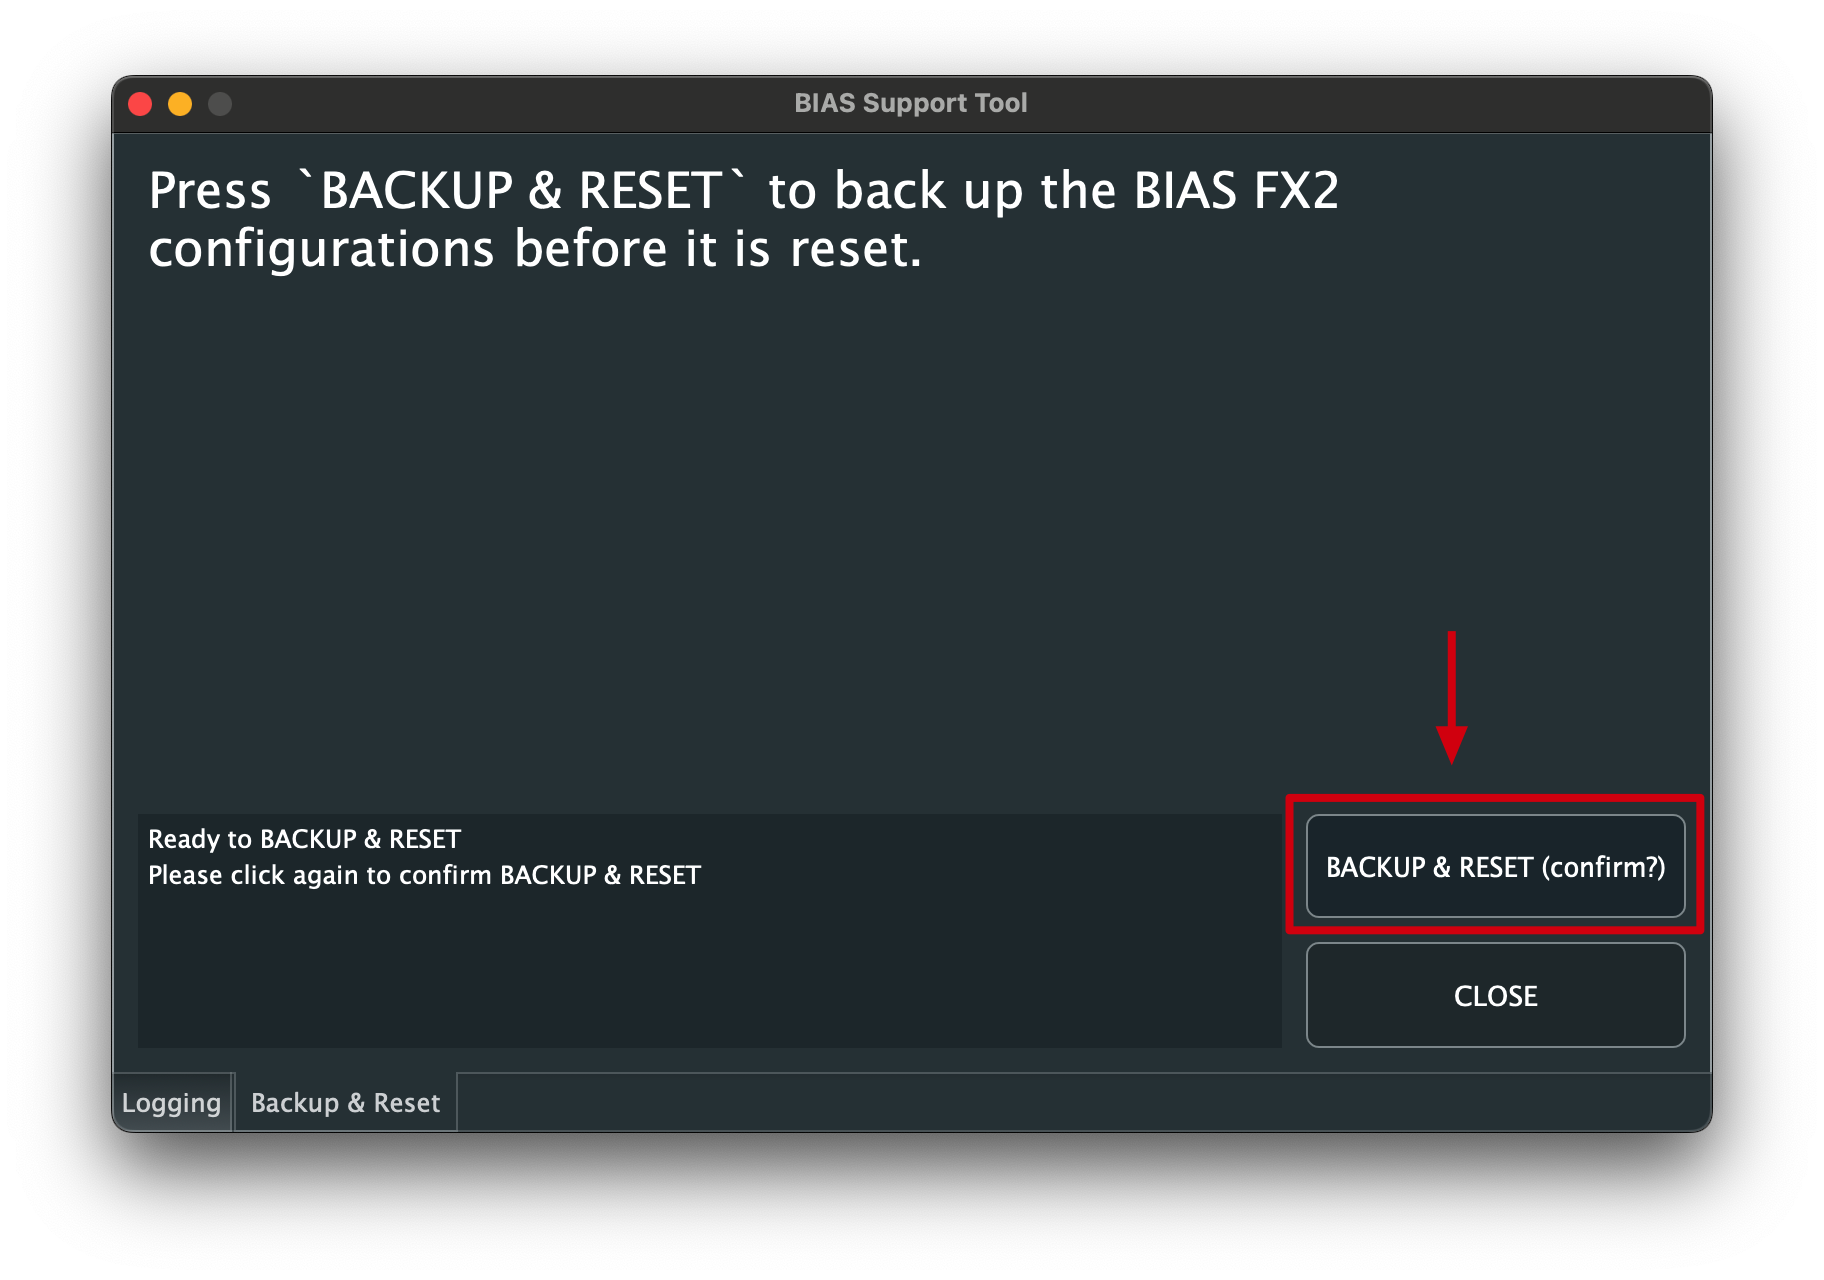 BIAS Support Tool
Press `BACKUP & RESET` to back up the BIAS FX2
configurations before it is reset.
Ready to BACKUP & RESET
Please click again to confirm BACKUP & RESET
BACKUP & RESET (confirm?)
CLOSE
Logging
Backup & Reset